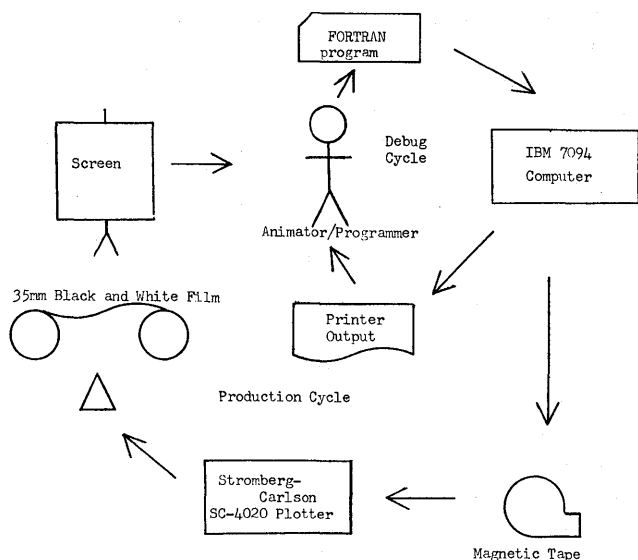 FORTRAN
program
Screen
Debug
Cycle
IBM 7094
Computer
Animator/Programmer
35mm Black and White Film
Printer
Output
Production Cycle
Stromberg-
Carlson
SC-4020 Plotter
Magnetic Tape